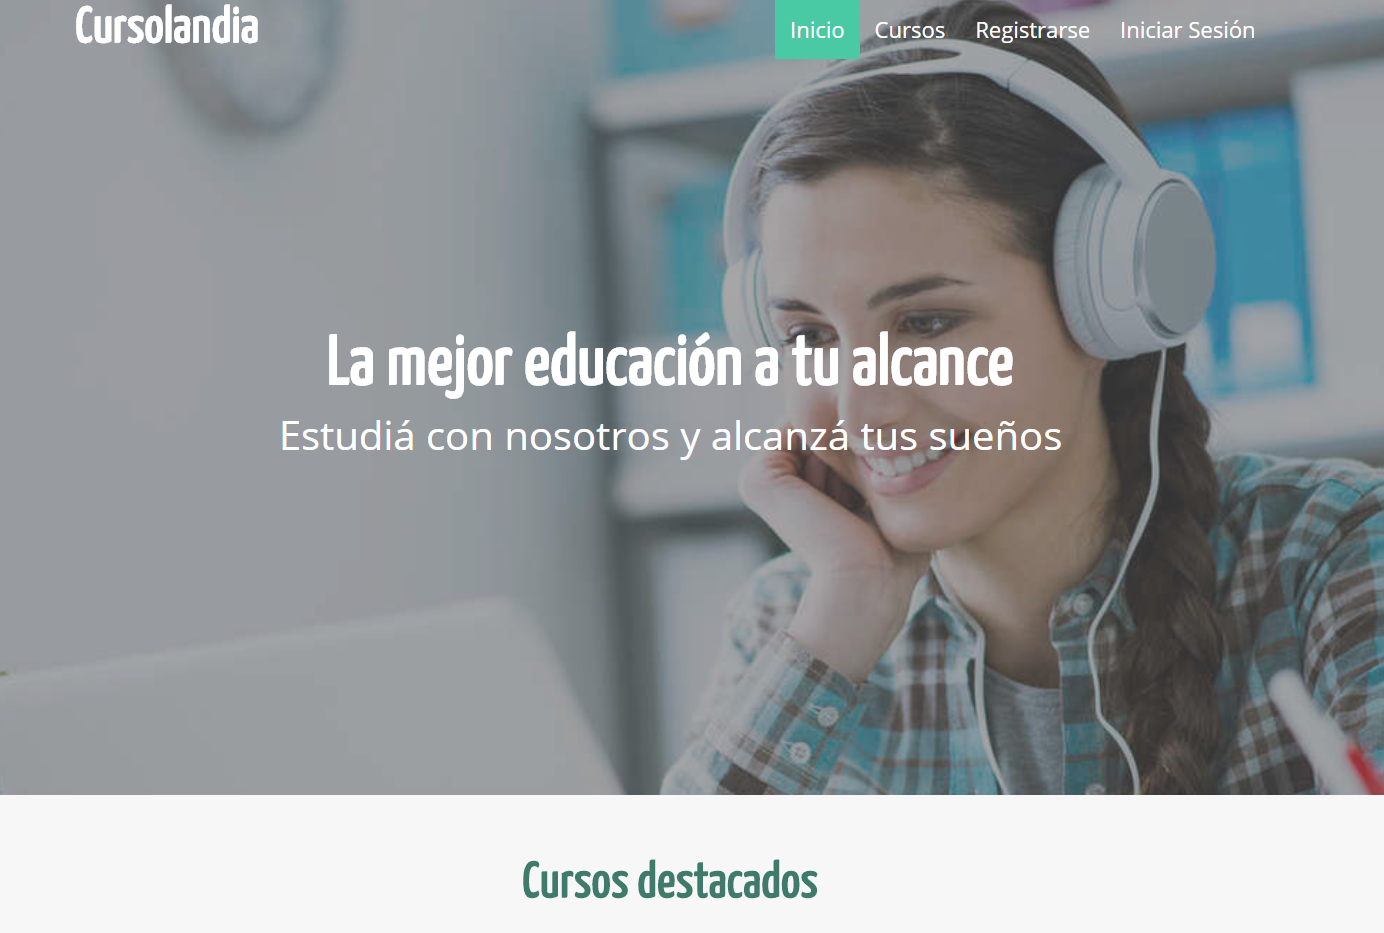 Cursolandia
Inicio Cursos Registrarse Iniciar Sesión
La mejor educación a tu alcance
Estudiá con nosotros y alcanzá tus sueños
Cursos destacados